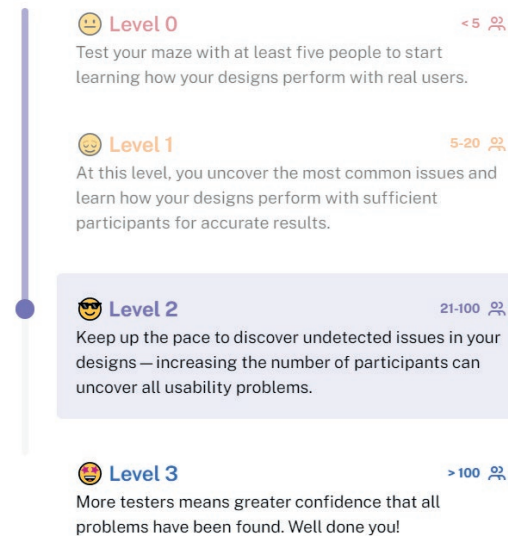 Level 0 <5
Test your maze with at least five people to start
learning how your designs perform with real users.
Level 1 5-20
At this level, you uncover the most common issues and
learn how your designs perform with sufficient
participants for accurate results.
Level 2 21-100
Keep up the pace to discover undetected issues in your
designs — increasing the number of participants can
uncover all usability problems.
Level 3 >100
More testers means greater confidence that all
problems have been found. Well done you!